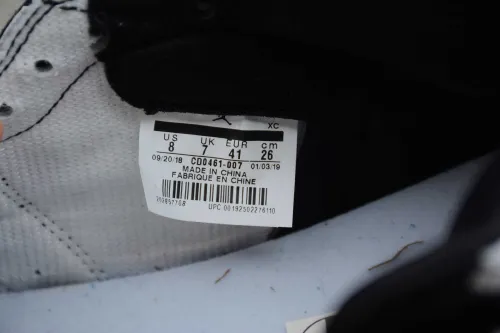 XC
US UK EUR cm
8 7 41 26
09/20/18 CD0461-007 01/03/19
MADE IN CHINA
FABRIQUE EN CHINE
UPC 00192502276110